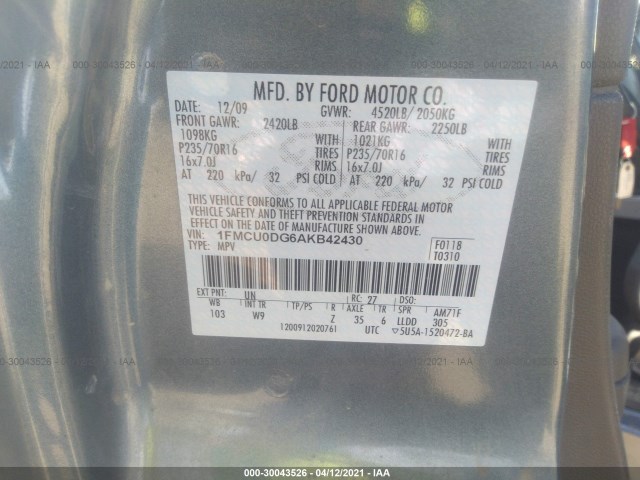 000-30043526 - 04/12/2021 - IAA
MFD. BY FORD MOTOR CO.
DATE: 12/09 GVWR: 4520LB/ 2050KG
FRONT GAWR: 2420LB REAR GAWR: 2250LB
1098KG WITH 1021KG WITH
P235/70R16 TIRES P235/70R16 TIRES
16x7.0J RIMS 16x7.0J RIMS
AT 220 kPa/ 32 PSI COLD AT 220 kPa/ 32 PSI COLD
THIS VEHICLE CONFORMS TO ALL APPLICABLE FEDERAL MOTOR
VEHICLE SAFETY AND THEFT PREVENTION STANDARDS IN
EFFECT ON THE DATE OF MANUFACTURE SHOWN ABOVE.
VIN: 1FMCU0DG6AKB42430 F0118
TYPE: MPV T0310
EXT PNT: UN RC: 27 DSO:
WB INT TR TP/PS R AXLE TR SPR AM71F
103 W9 Z 35 6 LLDD 305
1200912020761 UTC ▽5U5A-1520472-BA
000-30043526 - 04/12/2021 - IAA